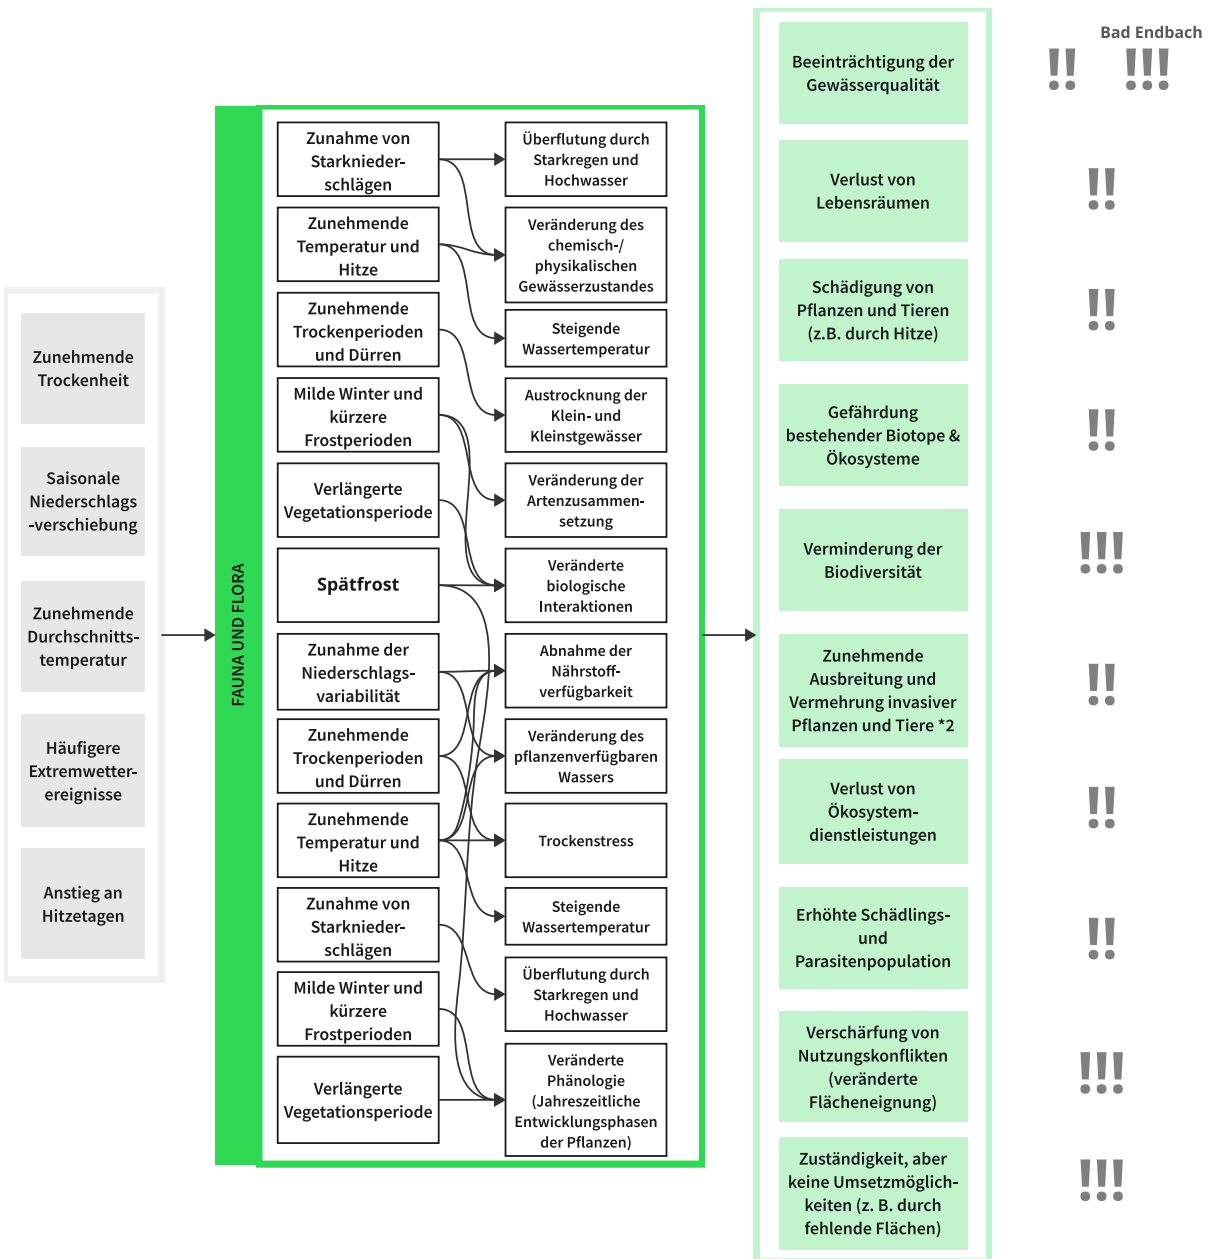 Zunehmende
Trockenheit
Saisonale
Niederschlags
-verschiebung
Zunehmende
Durchschnitts-
temperatur
Häufigere
Extremwetter-
ereignisse
Anstieg an
Hitzetagen
FAUNA UND FLORA
Zunahme von
Starknieder-
schlägen
Zunehmende
Temperatur und
Hitze
Zunehmende
Trockenperioden
und Dürren
Milde Winter und
kürzere
Frostperioden
Verlängerte
Vegetationsperiode
Spätfrost
Zunahme der
Niederschlags-
variabilität
Zunehmende
Trockenperioden
und Dürren
Zunehmende
Temperatur und
Hitze
Zunahme von
Starknieder-
schlägen
Milde Winter und
kürzere
Frostperioden
Verlängerte
Vegetationsperiode
Überflutung durch
Starkregen und
Hochwasser
Veränderung des
chemisch-/
physikalischen
Gewässerzustandes
Steigende
Wassertemperatur
Austrocknung der
Klein- und
Kleinstgewässer
Veränderung der
Artenzusammen-
setzung
Veränderte
biologische
Interaktionen
Abnahme der
Nährstoff-
verfügbarkeit
Veränderung des
pflanzenverfügbaren
Wassers
Trockenstress
Steigende
Wassertemperatur
Überflutung durch
Starkregen und
Hochwasser
Veränderte
Phänologie
(Jahreszeitliche
Entwicklungsphasen
der Pflanzen)
Beeinträchtigung der
Gewässerqualität
Verlust von
Lebensräumen
Schädigung von
Pflanzen und Tieren
(z.B. durch Hitze)
Gefährdung
bestehender Biotope &
Ökosysteme
Verminderung der
Biodiversität
Zunehmende
Ausbreitung und
Vermehrung invasiver
Pflanzen und Tiere *2
Verlust von
Ökosystem-
dienstleistungen
Erhöhte Schädlings-
und
Parasitenpopulation
Verschärfung von
Nutzungskonflikten
(veränderte
Flächeneignung)
Zuständigkeit, aber
keine Umsetzmöglich-
keiten (z. B. durch
fehlende Flächen)
Bad Endbach
!! !!!
!!
!!
!!
!!!
!!
!!
!!
!!!
!!!